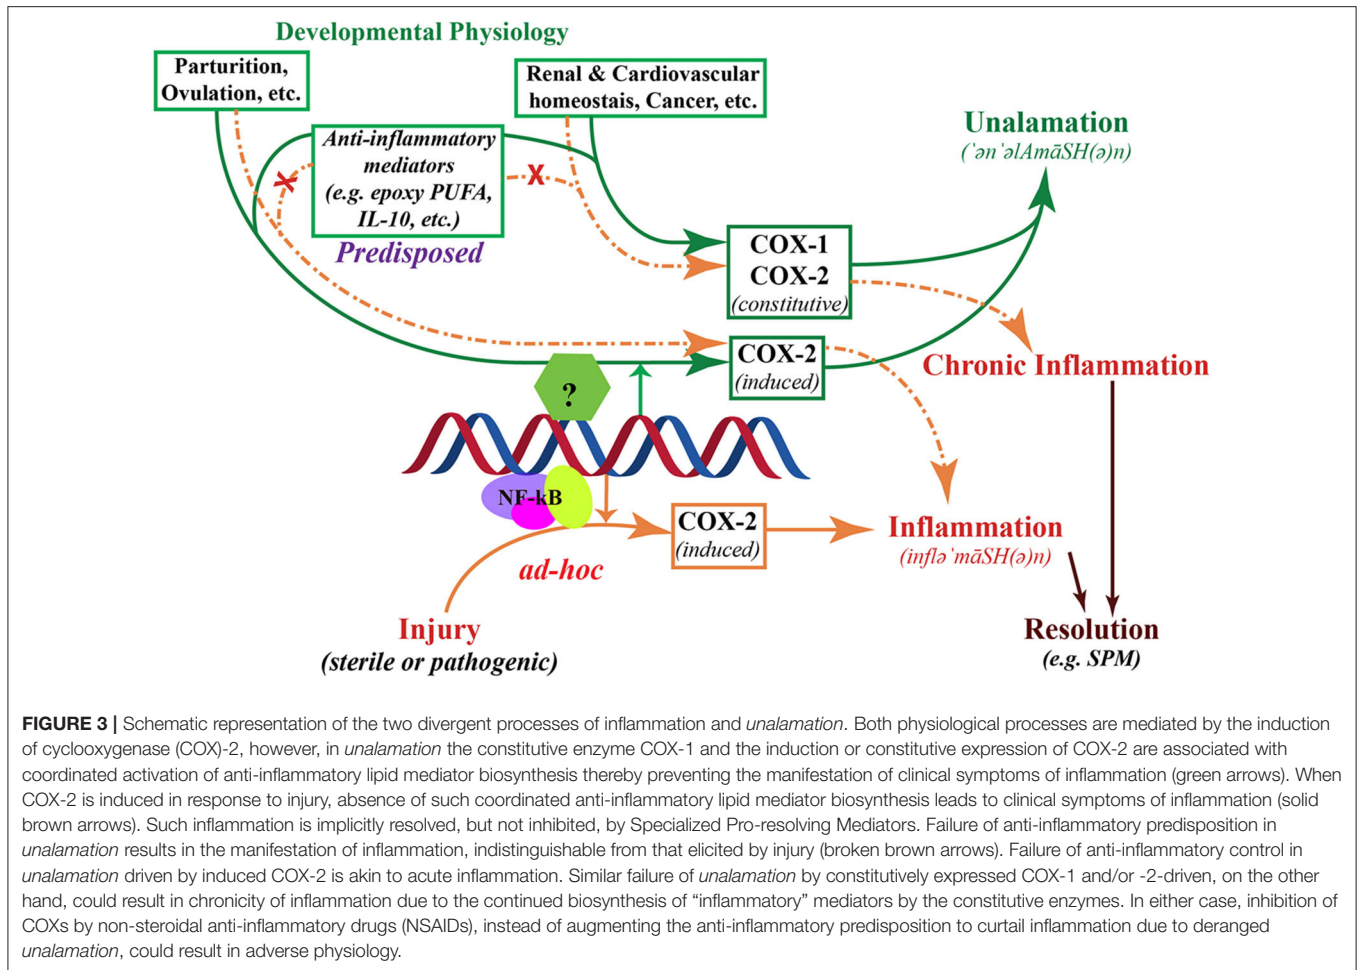 Developmental Physiology
Parturition,
Ovulation, etc.
Renal & Cardiovascular
homeostais, Cancer, etc.
Anti-inflammatory
mediators
(e.g. epoxy PUFA,
IL-10, etc.)
X
X
Predisposed
Unalamation
(ˈənˈəlAmāSH(ə)n)
COX-1
COX-2
(constitutive)
COX-2
(induced)
Chronic Inflammation
?
NF-kB
COX-2
(induced)
Inflammation
(infləˈmāSH(ə)n)
ad-hoc
Injury
(sterile or pathogenic)
Resolution
(e.g. SPM)
FIGURE 3 | Schematic representation of the two divergent processes of inflammation and unalamation. Both physiological processes are mediated by the induction
of cyclooxygenase (COX)-2, however, in unalamation the constitutive enzyme COX-1 and the induction or constitutive expression of COX-2 are associated with
coordinated activation of anti-inflammatory lipid mediator biosynthesis thereby preventing the manifestation of clinical symptoms of inflammation (green arrows). When
COX-2 is induced in response to injury, absence of such coordinated anti-inflammatory lipid mediator biosynthesis leads to clinical symptoms of inflammation (solid
brown arrows). Such inflammation is implicitly resolved, but not inhibited, by Specialized Pro-resolving Mediators. Failure of anti-inflammatory predisposition in
unalamation results in the manifestation of inflammation, indistinguishable from that elicited by injury (broken brown arrows). Failure of anti-inflammatory control in
unalamation driven by induced COX-2 is akin to acute inflammation. Similar failure of unalamation by constitutively expressed COX-1 and/or -2-driven, on the other
hand, could result in chronicity of inflammation due to the continued biosynthesis of “inflammatory” mediators by the constitutive enzymes. In either case, inhibition of
COXs by non-steroidal anti-inflammatory drugs (NSAIDs), instead of augmenting the anti-inflammatory predisposition to curtail inflammation due to deranged
unalamation, could result in adverse physiology.